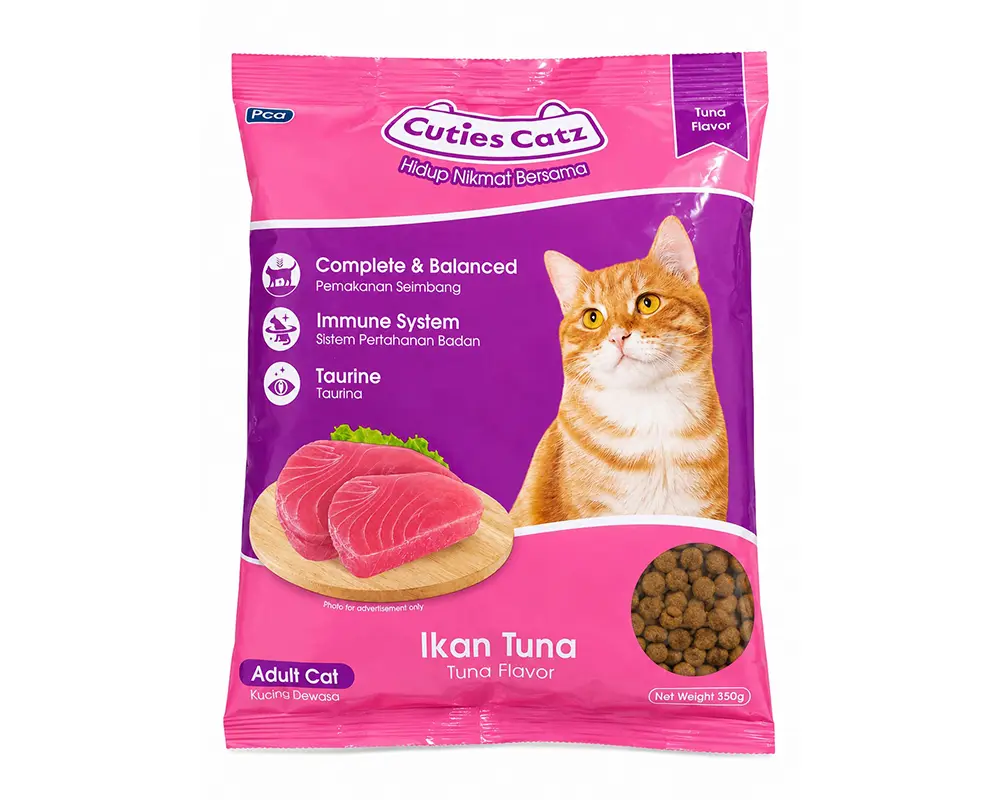 Pca
Cuties Catz
Hidup Nikmat Bersama
Tuna
Flavor
Complete & Balanced
Pemakanan Seimbang
Immune System
Sistem Pertahanan Badan
Taurine
Taurina
Photo for advertisement only
Ikan Tuna
Tuna Flavor
Adult Cat
Kucing Dewasa
Net Weight 350g